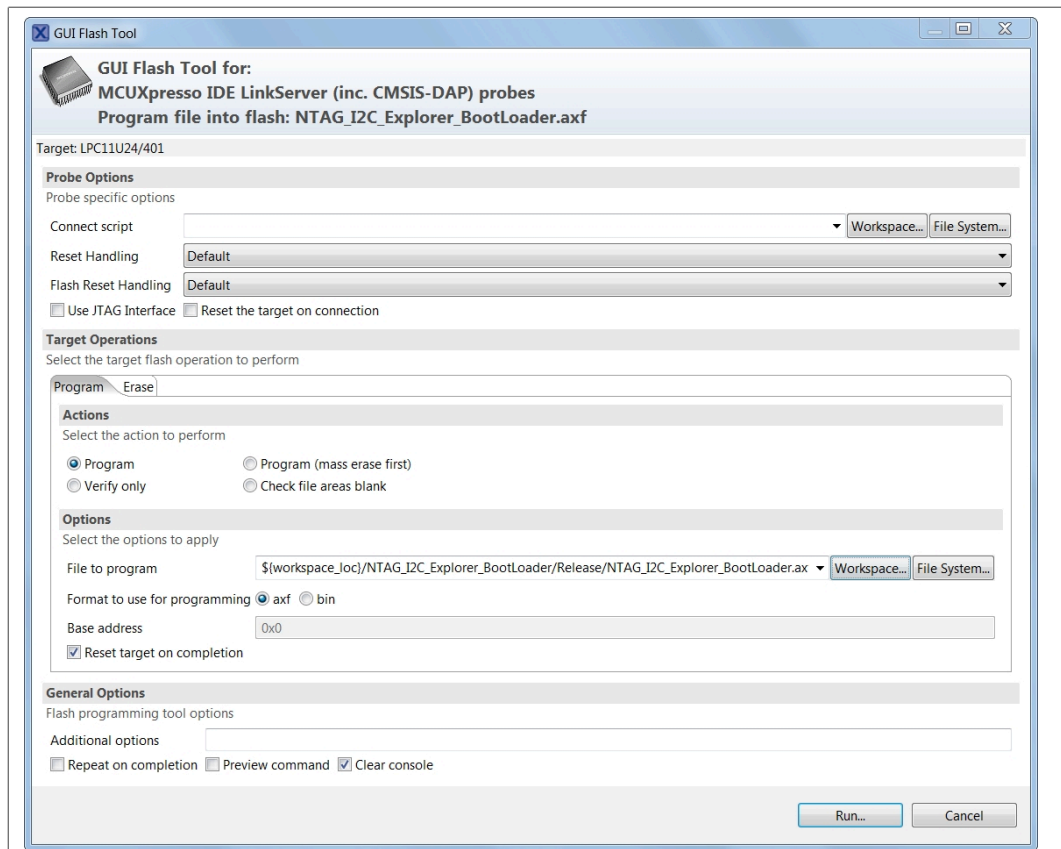 GUI Flash Tool
GUI Flash Tool for:
MCUXpresso IDE LinkServer (inc. CMSIS-DAP) probes
Program file into flash: NTAG_I2C_Explorer_BootLoader.axf
Target: LPC11U24/401
Probe Options
Probe specific options
Connect script Workspace... File System...
Reset Handling Default
Flash Reset Handling Default
Use JTAG Interface Reset the target on connection
Target Operations
Select the target flash operation to perform
Program Erase
Actions
Select the action to perform
Program Program (mass erase first)
Verify only Check file areas blank
Options
Select the options to apply
File to program ${workspace_loc}/NTAG_I2C_Explorer_BootLoader/Release/NTAG_I2C_Explorer_BootLoader.ax Workspace... File System...
Format to use for programming axf bin
Base address 0x0
Reset target on completion
General Options
Flash programming tool options
Additional options
Repeat on completion Preview command Clear console
Run... Cancel